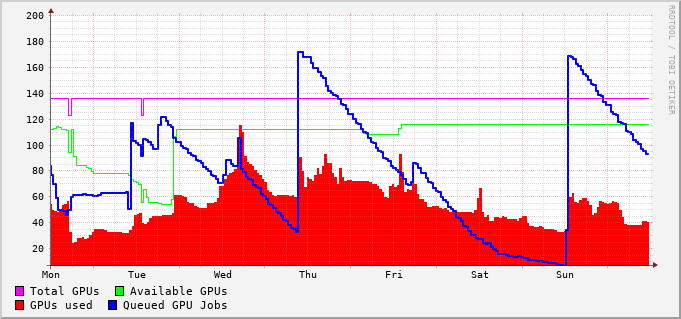 200
180
160
140
120
100
80
60
40
20
Mon Tue Wed Thu Fri Sat Sun
Total GPUs Available GPUs
GPUs used Queued GPU Jobs
RRDTOOL / TOBI OETIKER